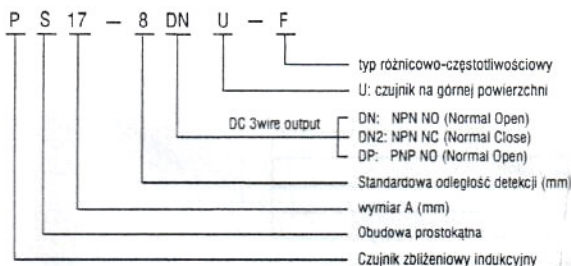 P S 17 - 8 DN U - F
typ różnicowo-częstotliwościowy
U: czujnik na górnej powierzchni
DC 3wire output
DN: NPN NO (Normal Open)
DN2: NPN NC (Normal Close)
DP: PNP NO (Normal Open)
Standardowa odległość detekcji (mm)
wymiar A (mm)
Obudowa prostokątna
Czujnik zbliżeniowy indukcyjny